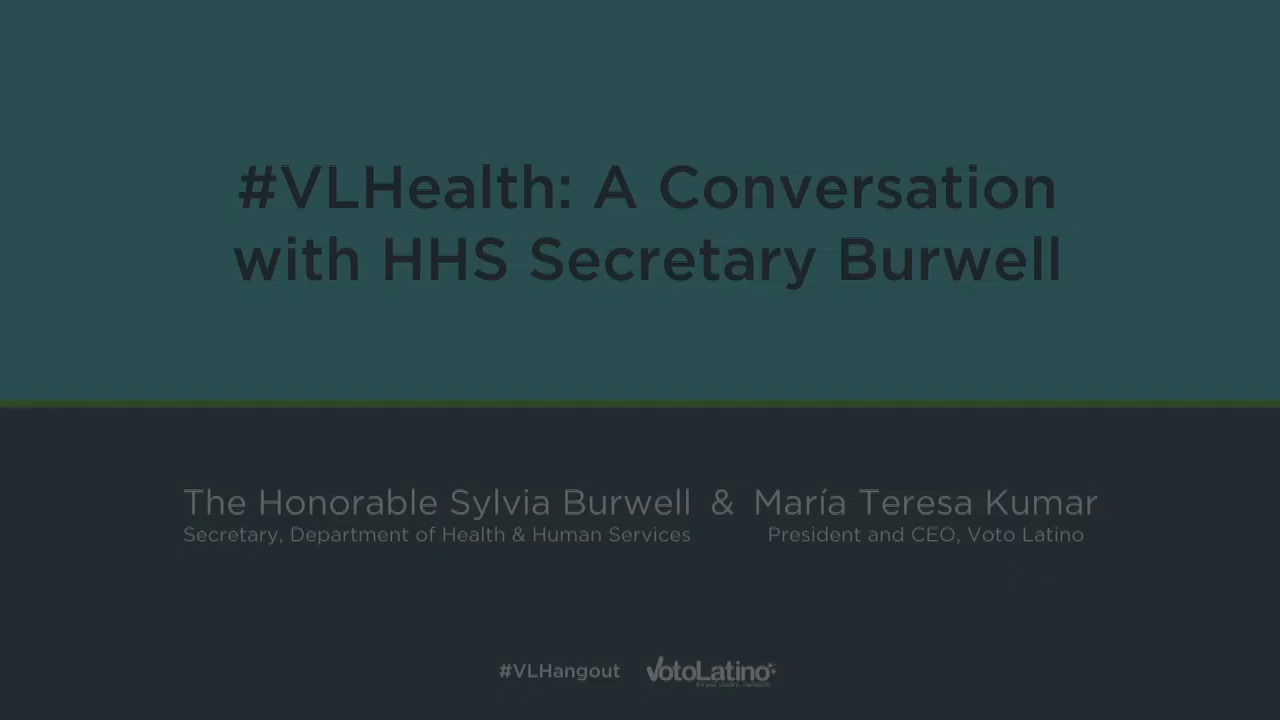 #VLHealth: A Conversation
with HHS Secretary Burwell
The Honorable Sylvia Burwell & María Teresa Kumar
Secretary, Department of Health & Human Services President and CEO, Voto Latino
#VLHangout VotoLatino